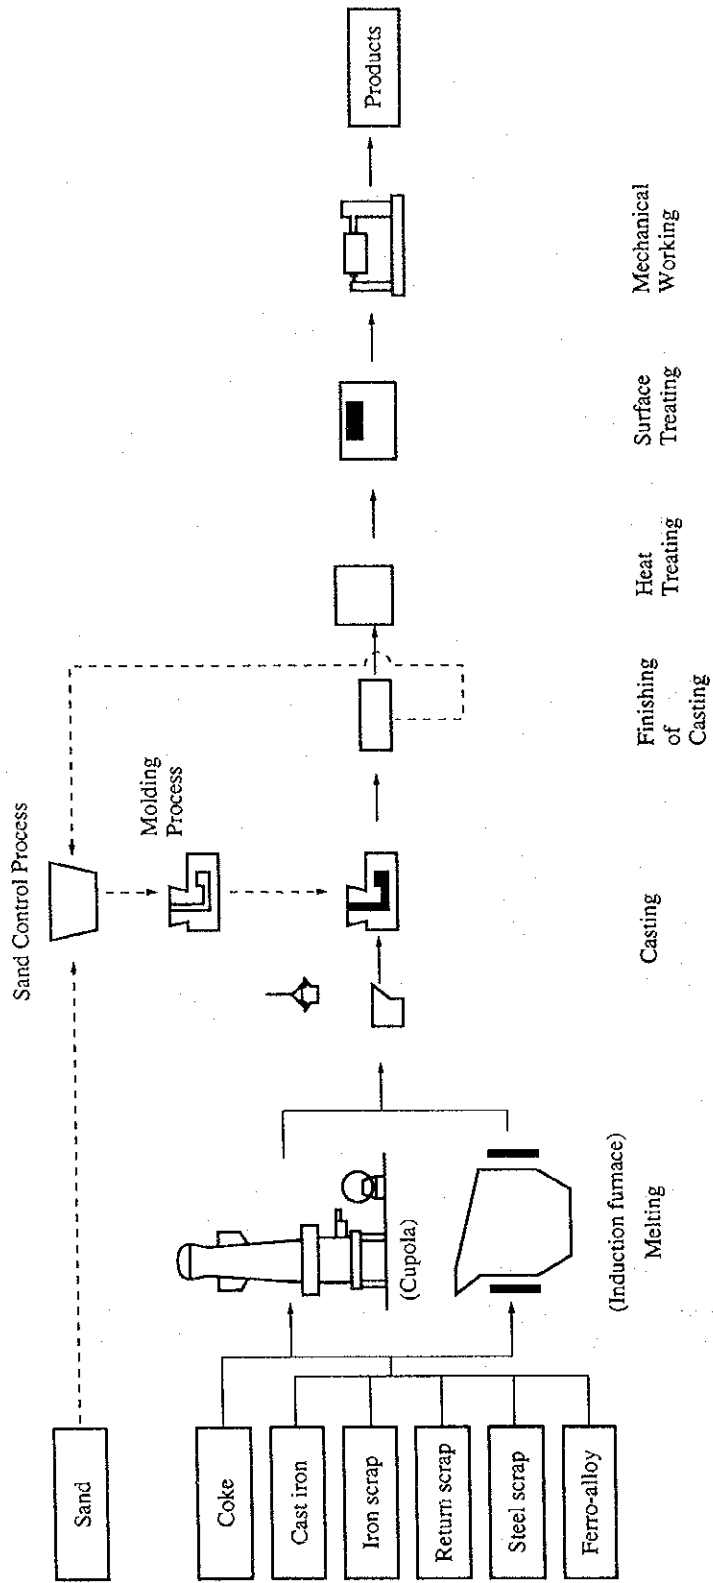 Sand
Coke
Cast iron
Iron scrap
Return scrap
Steel scrap
Ferro-alloy
(Cupola)
(Induction furnace)
Melting
Sand Control Process
Molding
Process
Casting
Finishing
of
Casting
Heat
Treating
Surface
Treating
Mechanical
Working
Products